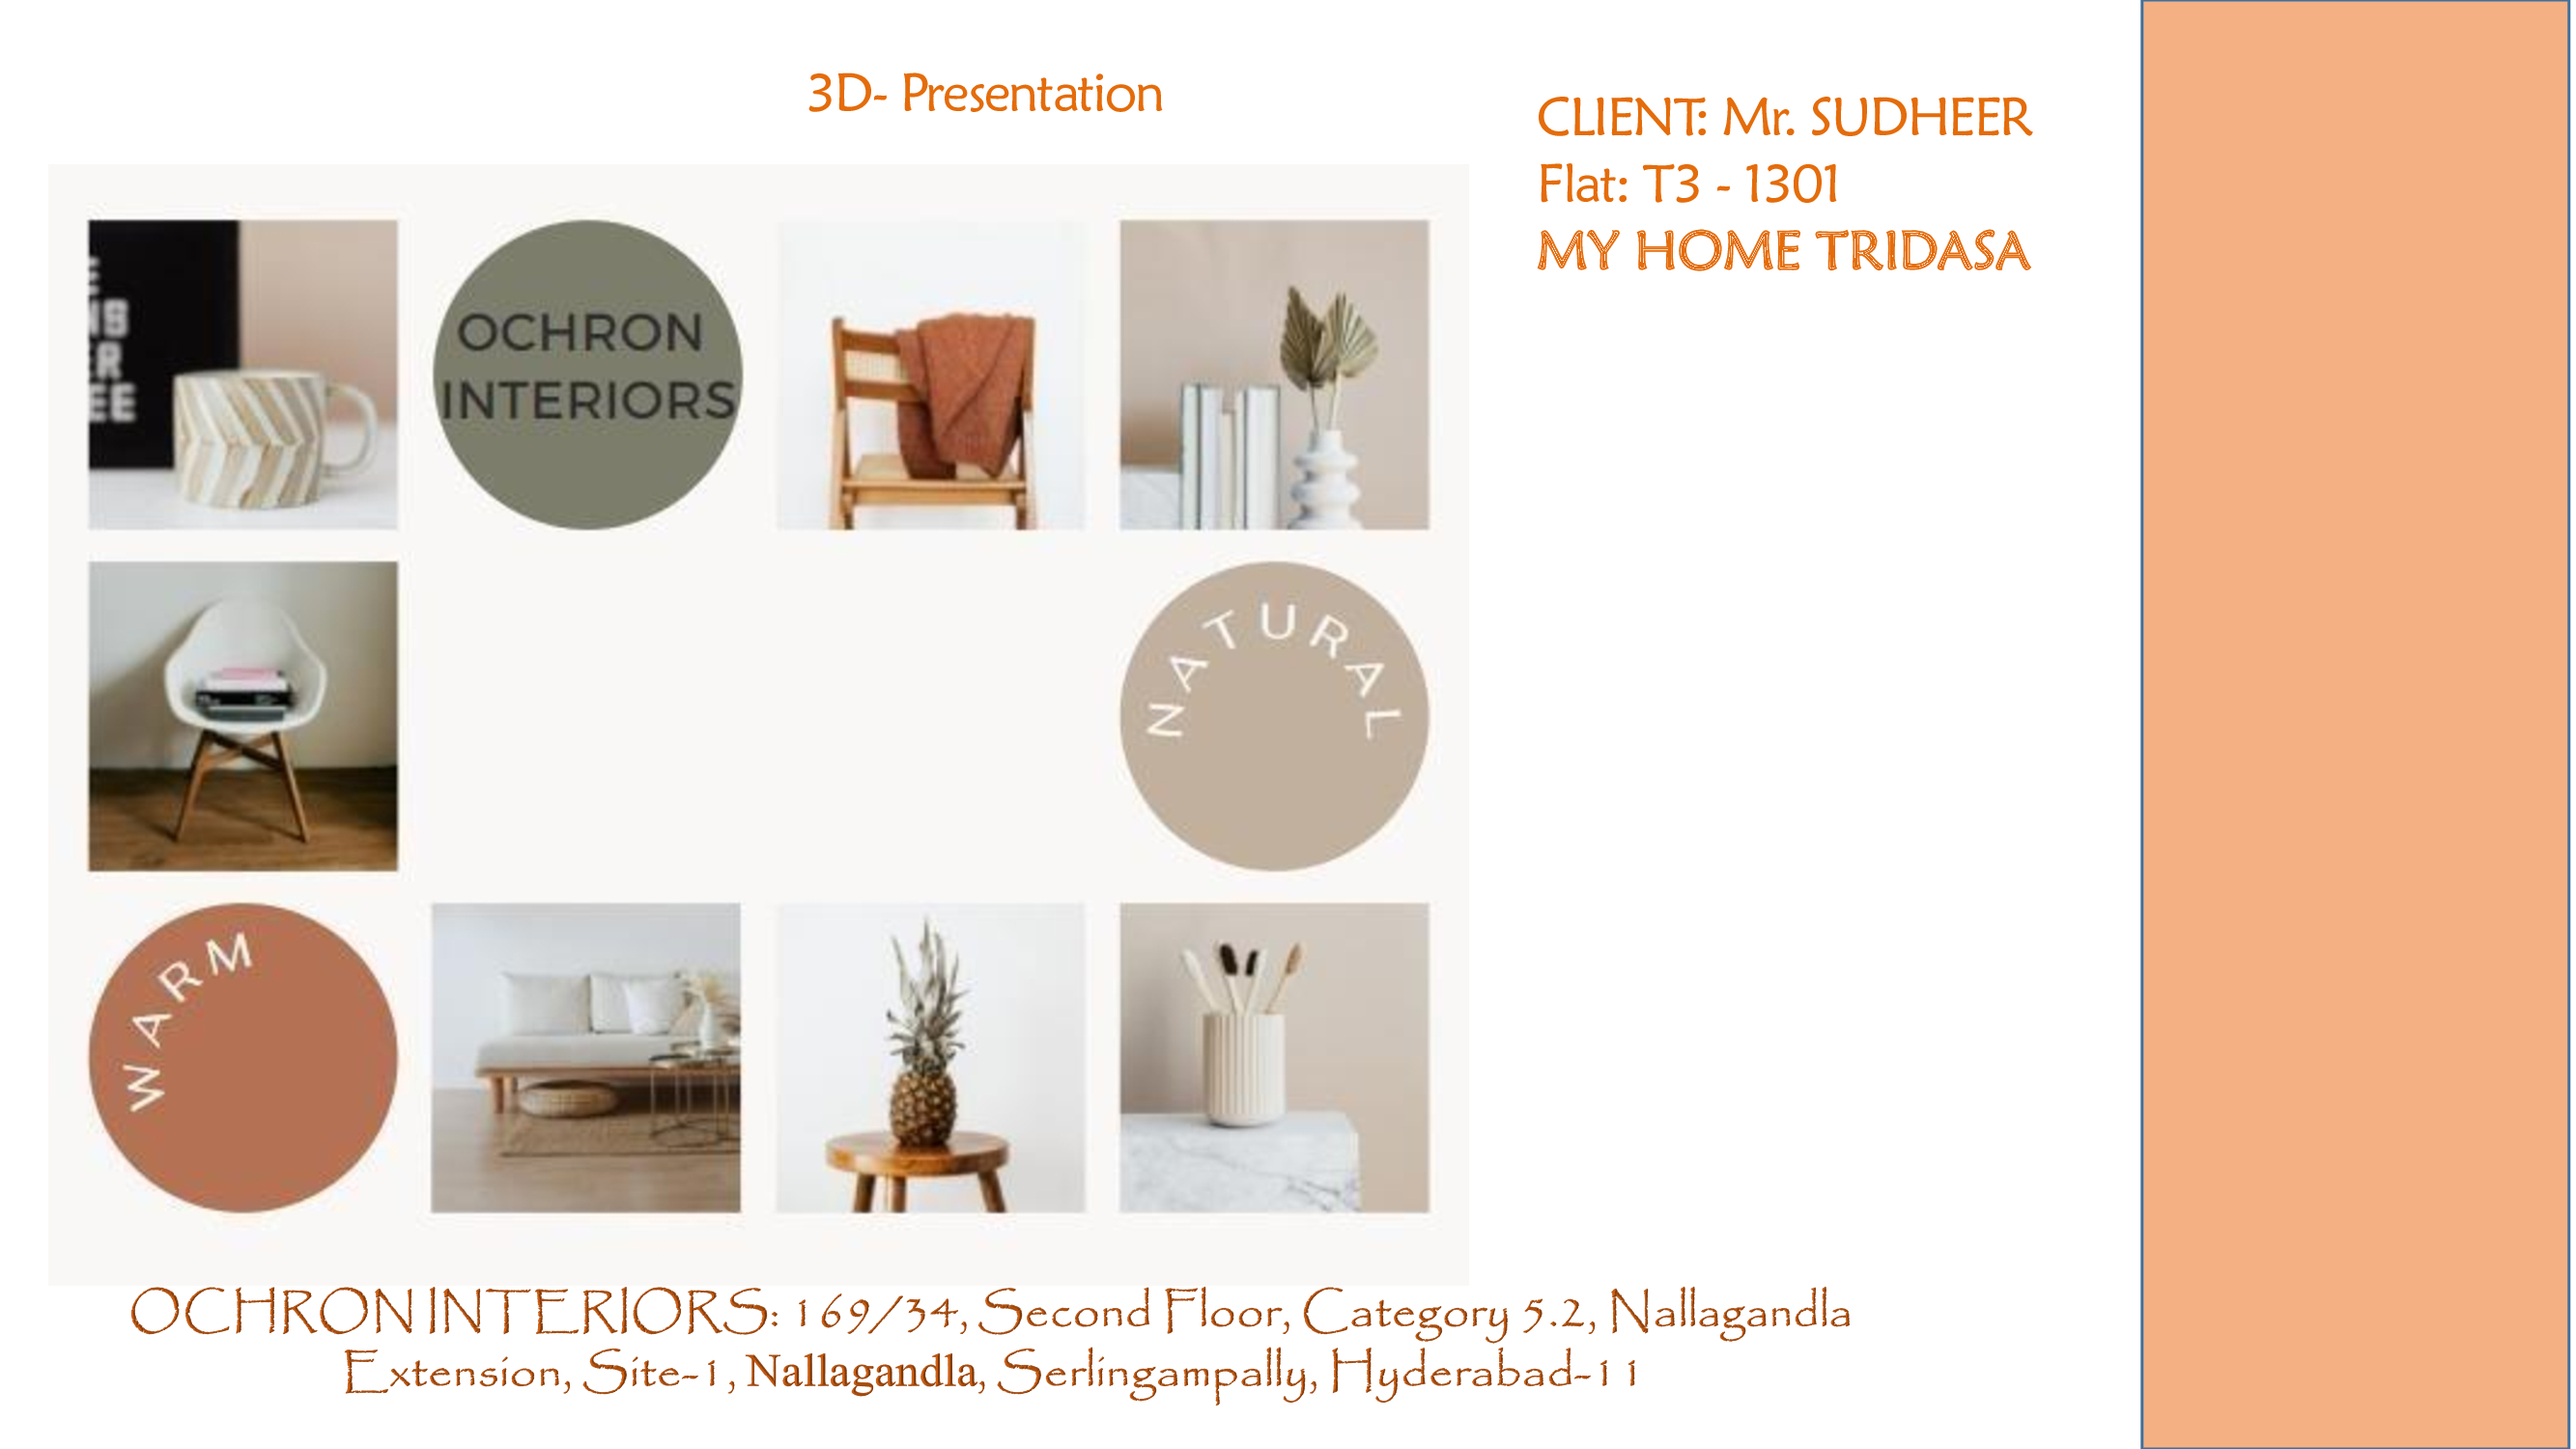 3D- Presentation
CLIENT: Mr. SUDHEER
Flat: T3 - 1301
MY HOME TRIDASA
OCHRON
INTERIORS
NATURAL
WARM
OCHRON INTERIORS: 169/34, Second Floor, Category 5.2, Nallagandla
Extension, Site-1, Nallagandla, Serlingampally, Hyderabad-11